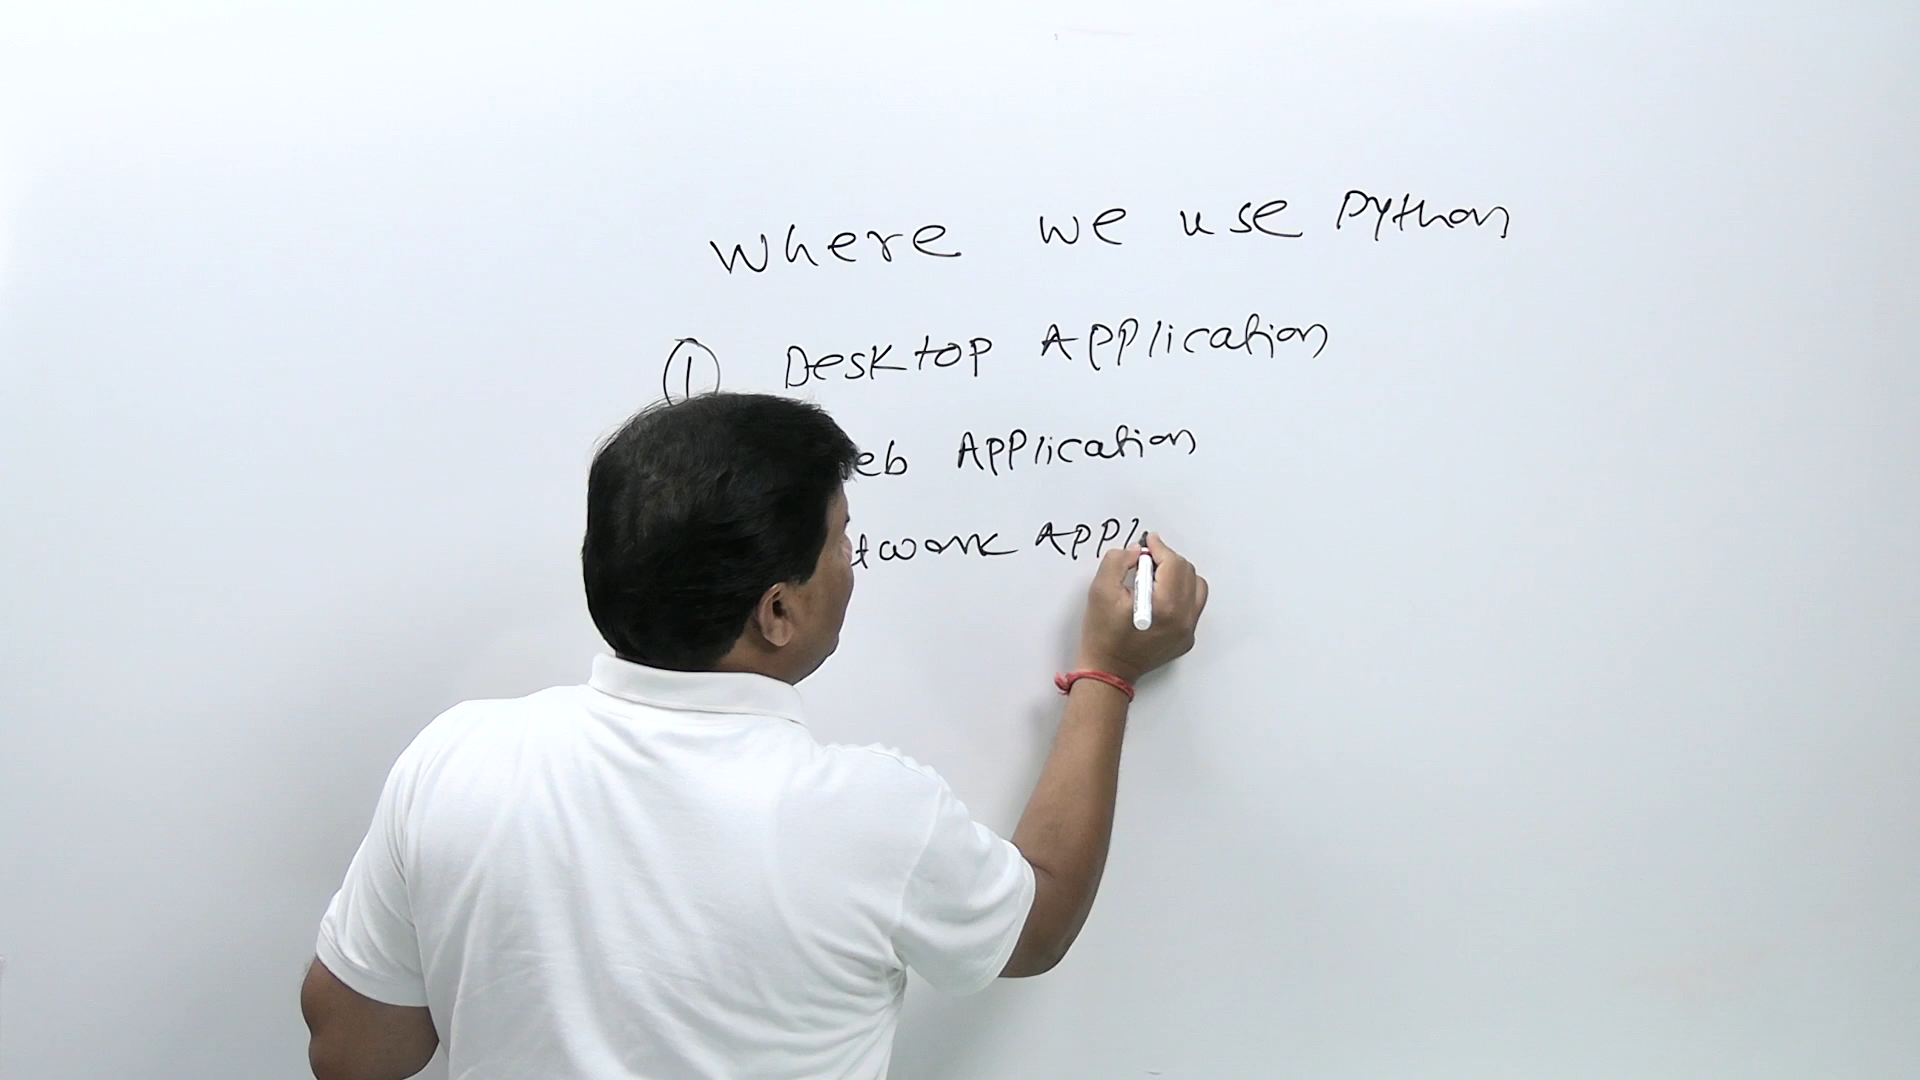 where we use python
① Desktop Application
eb Application
twork Appl